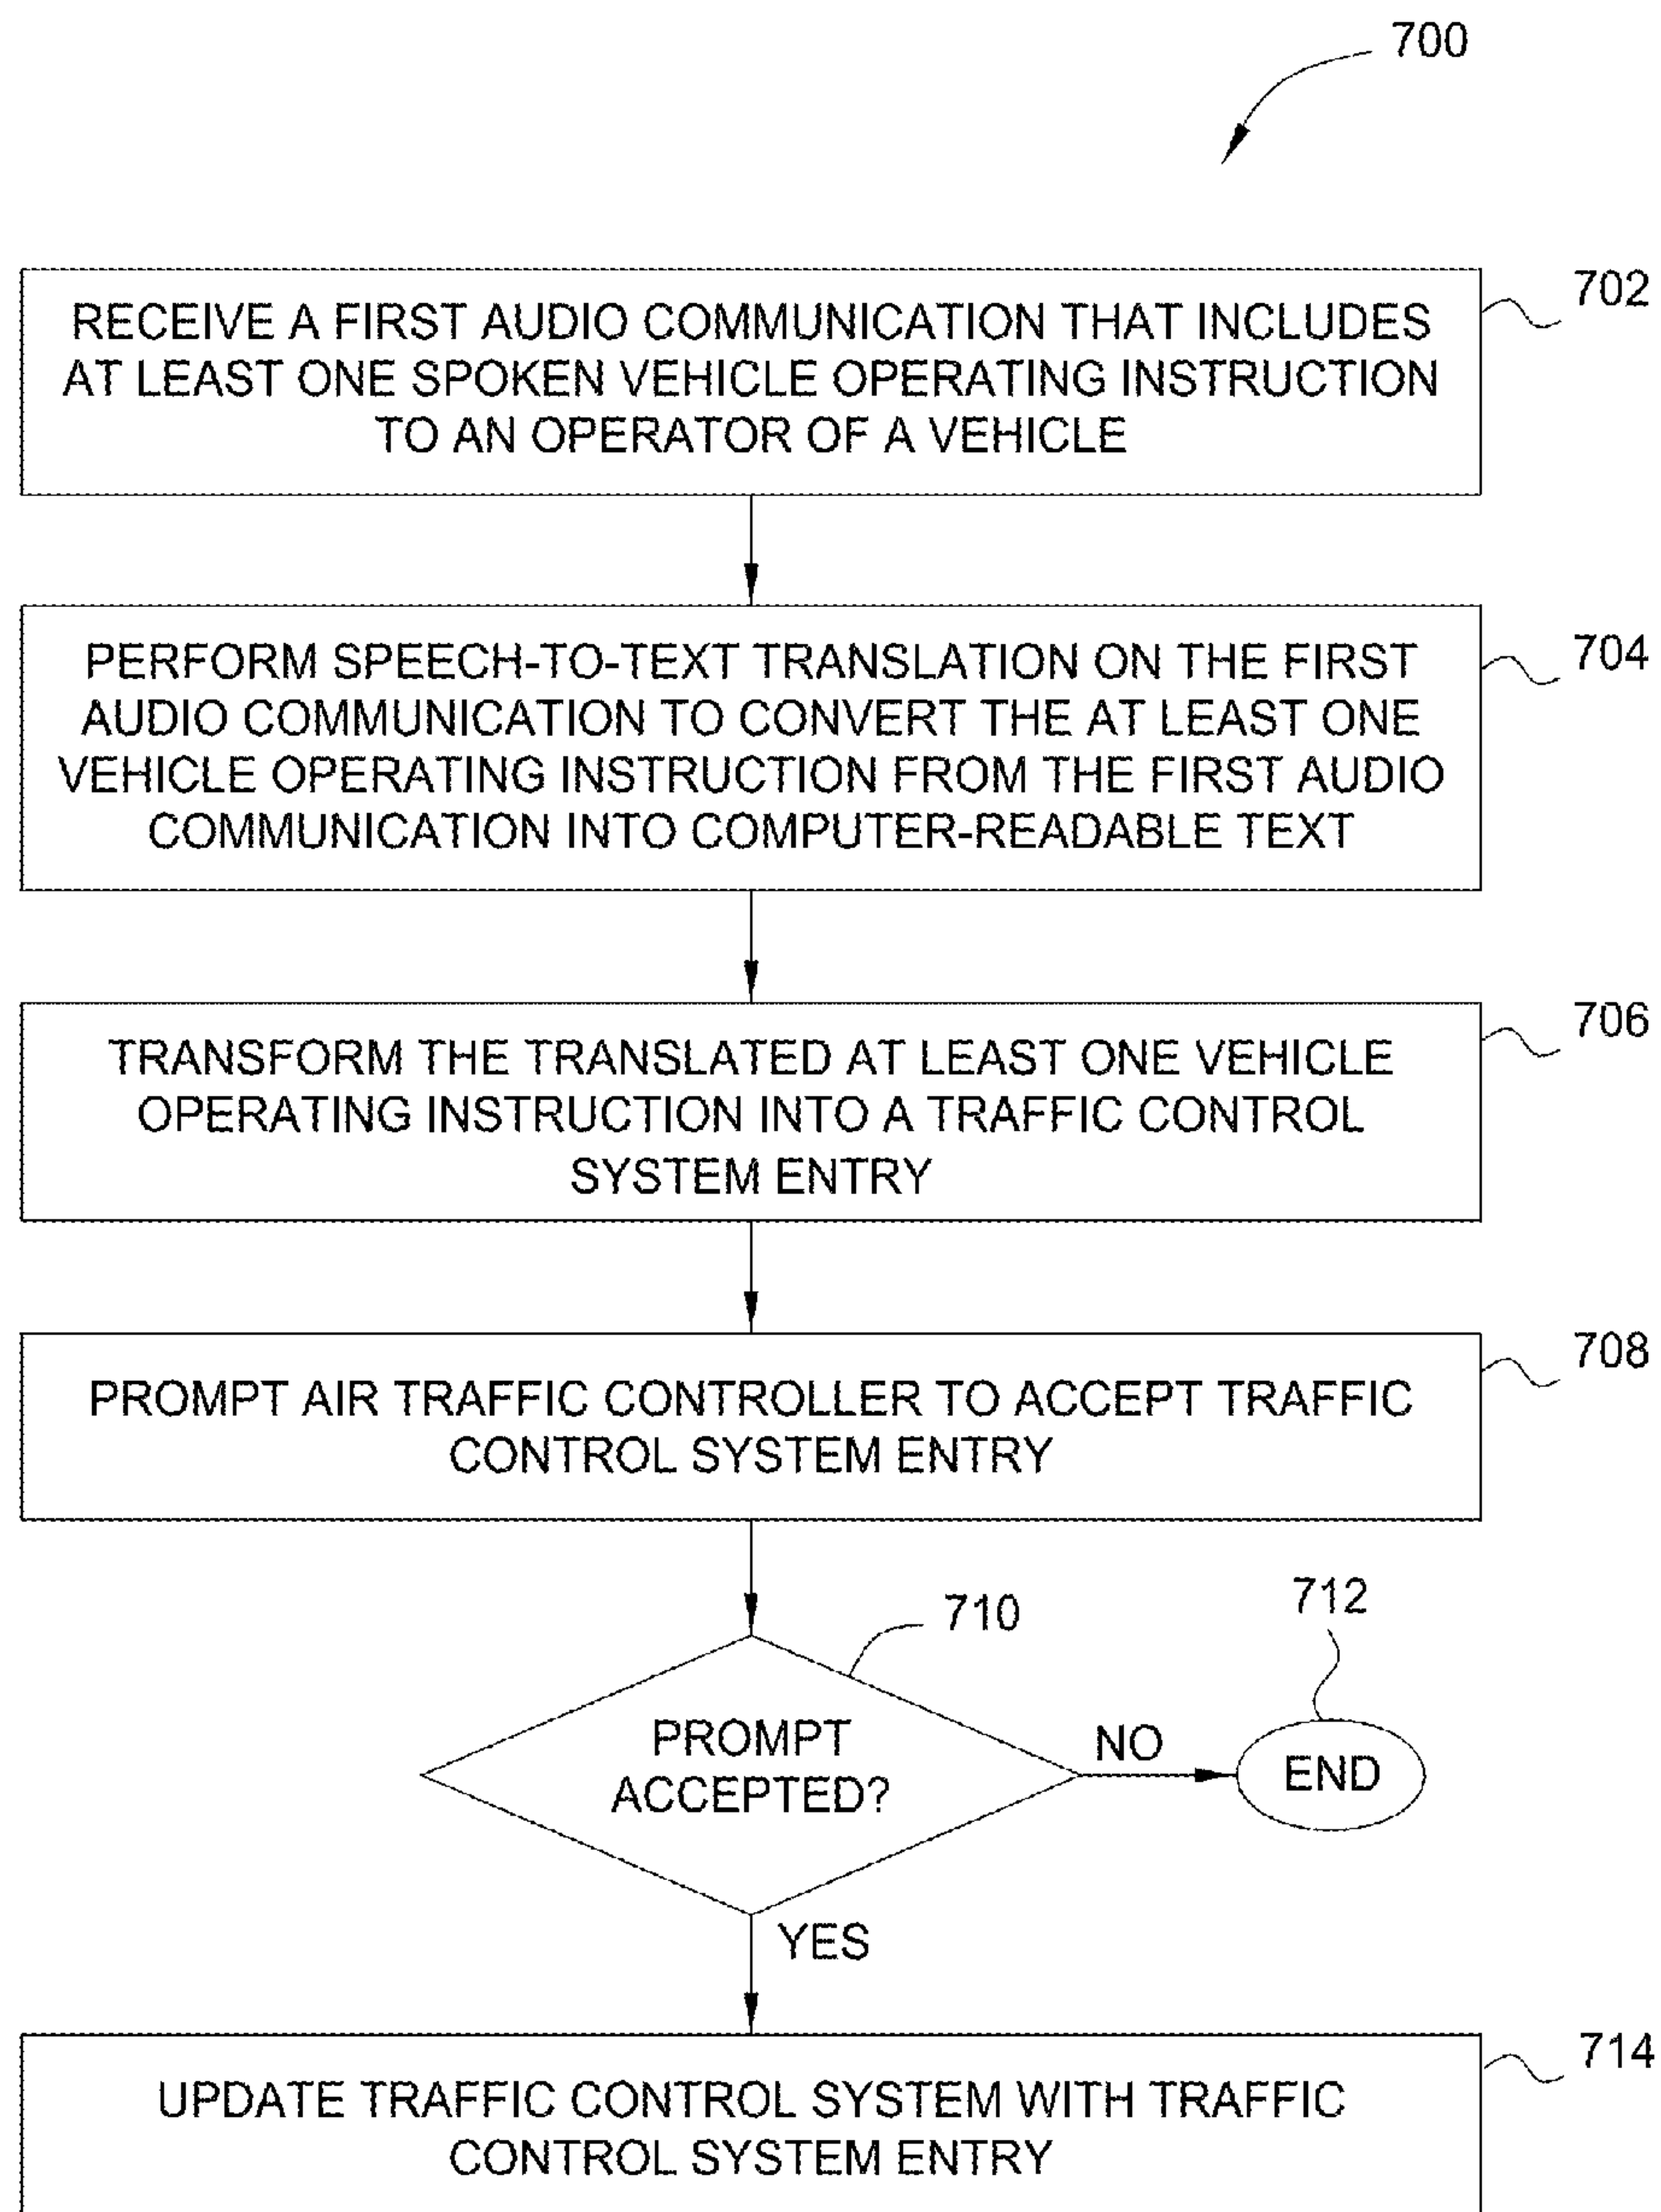 700
RECEIVE A FIRST AUDIO COMMUNICATION THAT INCLUDES
AT LEAST ONE SPOKEN VEHICLE OPERATING INSTRUCTION
TO AN OPERATOR OF A VEHICLE
702
PERFORM SPEECH-TO-TEXT TRANSLATION ON THE FIRST
AUDIO COMMUNICATION TO CONVERT THE AT LEAST ONE
VEHICLE OPERATING INSTRUCTION FROM THE FIRST AUDIO
COMMUNICATION INTO COMPUTER-READABLE TEXT
704
TRANSFORM THE TRANSLATED AT LEAST ONE VEHICLE
OPERATING INSTRUCTION INTO A TRAFFIC CONTROL
SYSTEM ENTRY
706
PROMPT AIR TRAFFIC CONTROLLER TO ACCEPT TRAFFIC
CONTROL SYSTEM ENTRY
708
PROMPT
ACCEPTED?
710
NO
END
712
YES
UPDATE TRAFFIC CONTROL SYSTEM WITH TRAFFIC
CONTROL SYSTEM ENTRY
714